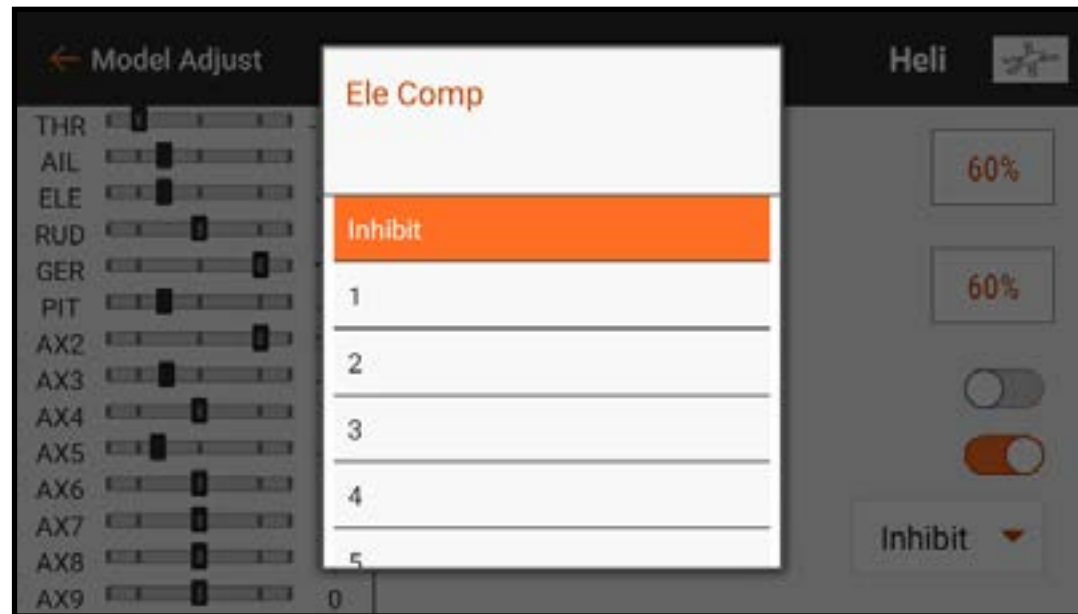 ← Model Adjust
Heli
Ele Comp
Inhibit
1
2
3
4
5
THR
AIL
ELE
RUD
GER
PIT
AX2
AX3
AX4
AX5
AX6
AX7
AX8
AX9
0
60%
60%
Inhibit